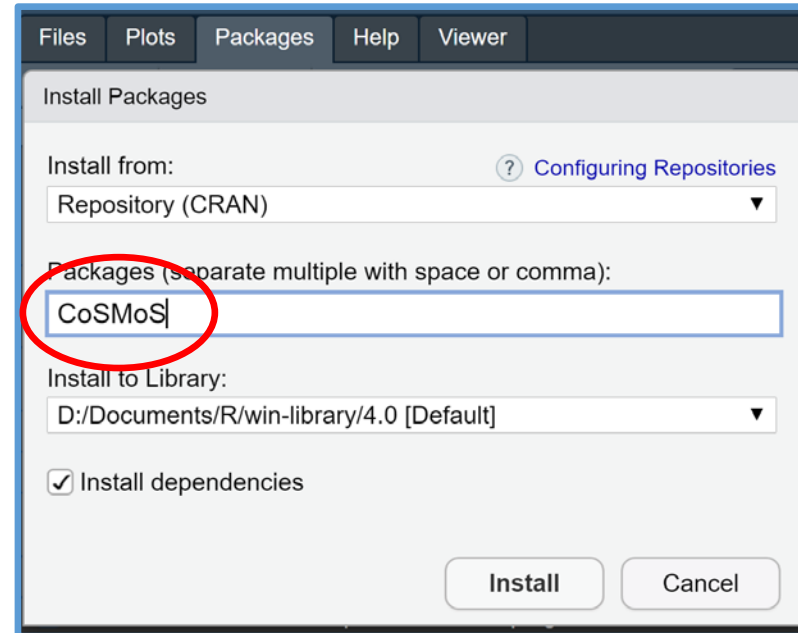 Files Plots Packages Help Viewer
Install Packages
Install from:
? Configuring Repositories
Repository (CRAN)
Packages (separate multiple with space or comma):
CoSMoS
Install to Library:
D:/Documents/R/win-library/4.0 [Default]
Install dependencies
Install Cancel